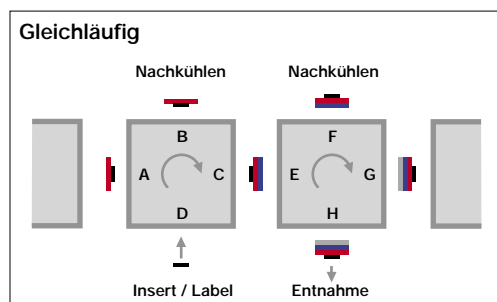 Gleichläufig
Nachkühlen Nachkühlen
B F
A C E G
D H
Insert / Label Entnahme